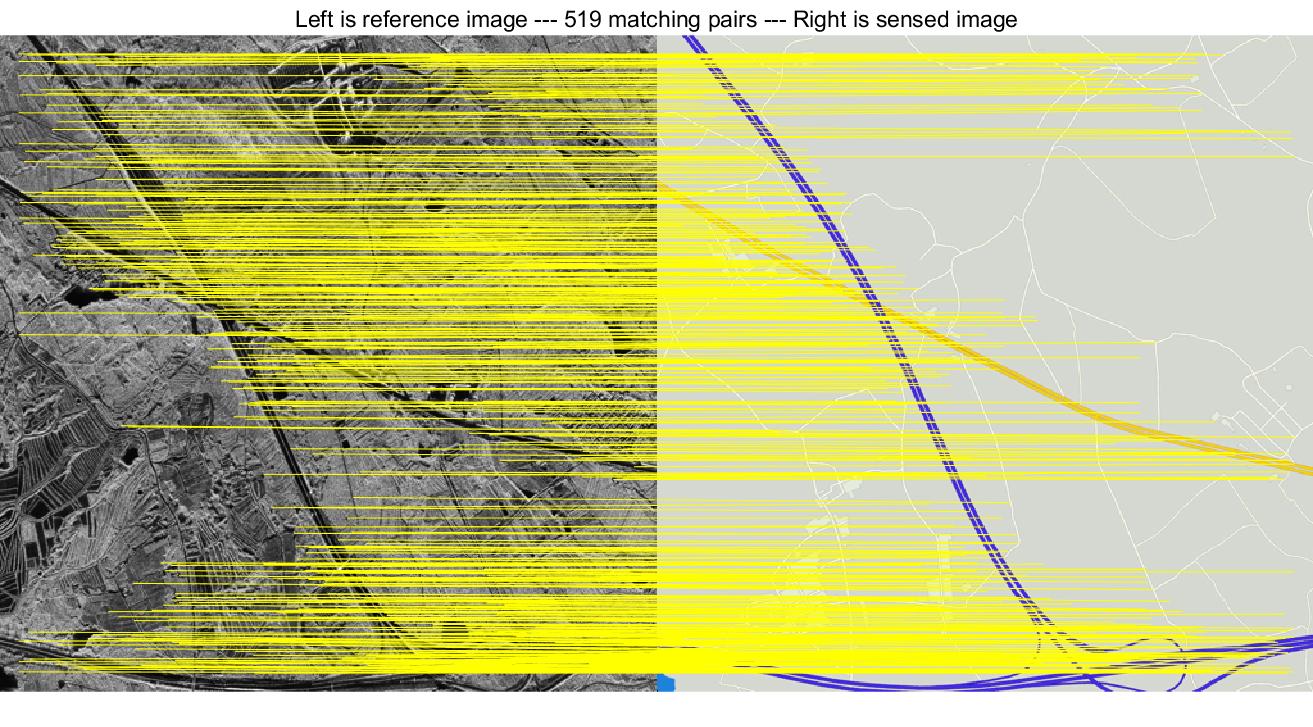 Left is reference image --- 519 matching pairs --- Right is sensed image